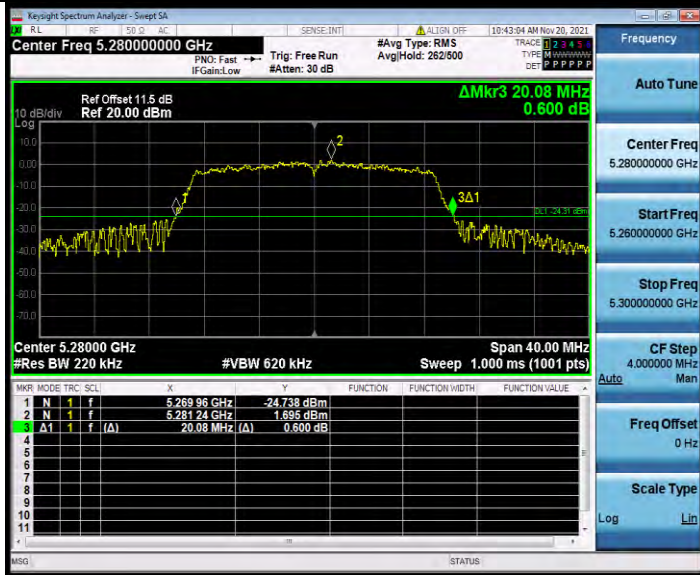 Keysight Spectrum Analyzer - Swept SA
RL RF 50 Ω AC SENSE:INT ALIGN OFF 10:43:04 AM Nov 20, 2021
Center Freq 5.280000000 GHz
PNO: Fast
IFGain:Low
Trig: Free Run
#Atten: 30 dB
#Avg Type: RMS
Avg|Hold: 262/500
TRACE 1 2 3 4 5 6
TYPE M
DET P P P P P P
Frequency
Auto Tune
Center Freq
5.280000000 GHz
Start Freq
5.260000000 GHz
Stop Freq
5.300000000 GHz
CF Step
4.000000 MHz
Auto Man
Freq Offset
0 Hz
Scale Type
Log Lin
ΔMkr3 20.08 MHz
0.600 dB
Ref Offset 11.5 dB
10 dB/div Ref 20.00 dBm
Log
10.0
0.00
-10.0
-20.0
-30.0
-40.0
-50.0
-60.0
-70.0
1
2
3Δ1
DL1 -24.31 dBm
Center 5.28000 GHz Span 40.00 MHz
#Res BW 220 kHz #VBW 620 kHz Sweep 1.000 ms (1001 pts)
MKR MODE TRC SCL X Y FUNCTION FUNCTION WIDTH FUNCTION VALUE
1 N 1 f 5.269 96 GHz -24.738 dBm
2 N 1 f 5.281 24 GHz 1.695 dBm
3 Δ1 1 f (Δ) 20.08 MHz (Δ) 0.600 dB
4
5
6
7
8
9
10
11
MSG STATUS